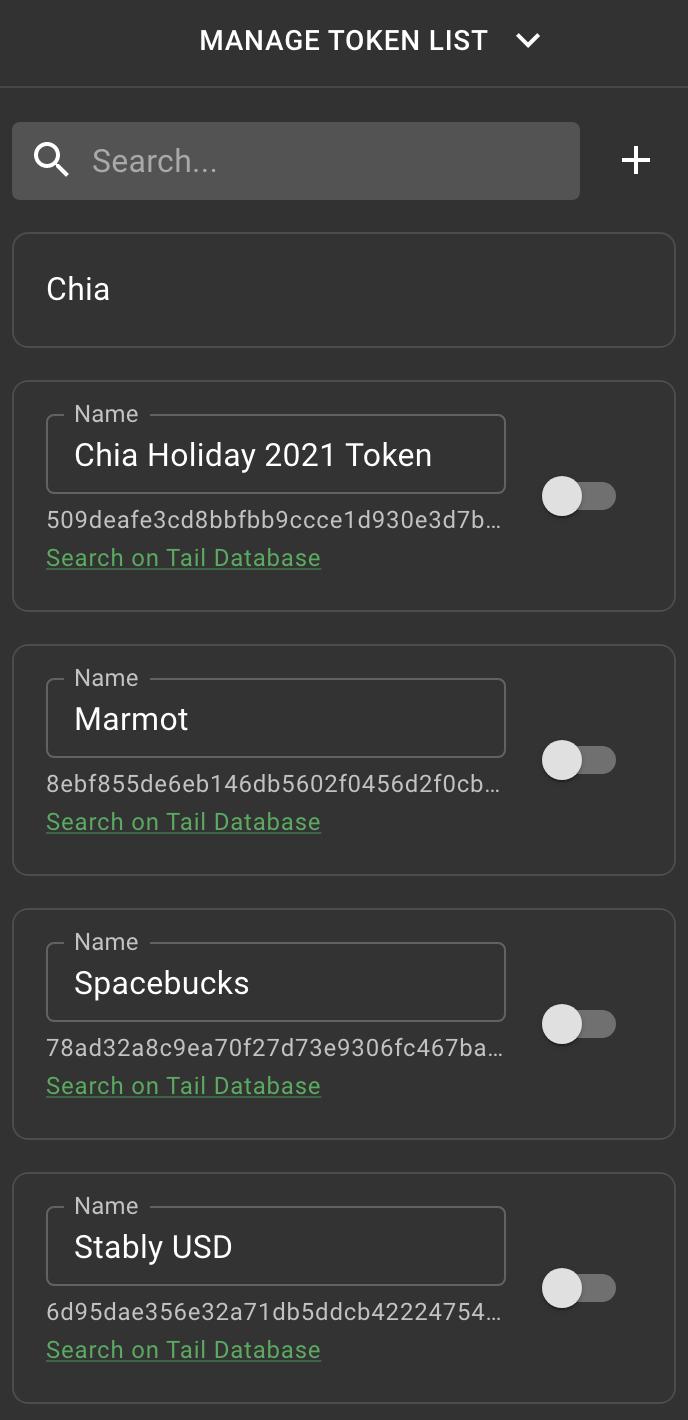 MANAGE TOKEN LIST
Search...
Chia
Name
Chia Holiday 2021 Token
509deafe3cd8bbfbb9ccce1d930e3d7b...
Search on Tail Database
Name
Marmot
8ebf855de6eb146db5602f0456d2f0cb...
Search on Tail Database
Name
Spacebucks
78ad32a8c9ea70f27d73e9306fc467ba...
Search on Tail Database
Name
Stably USD
6d95dae356e32a71db5ddcb42224754...
Search on Tail Database